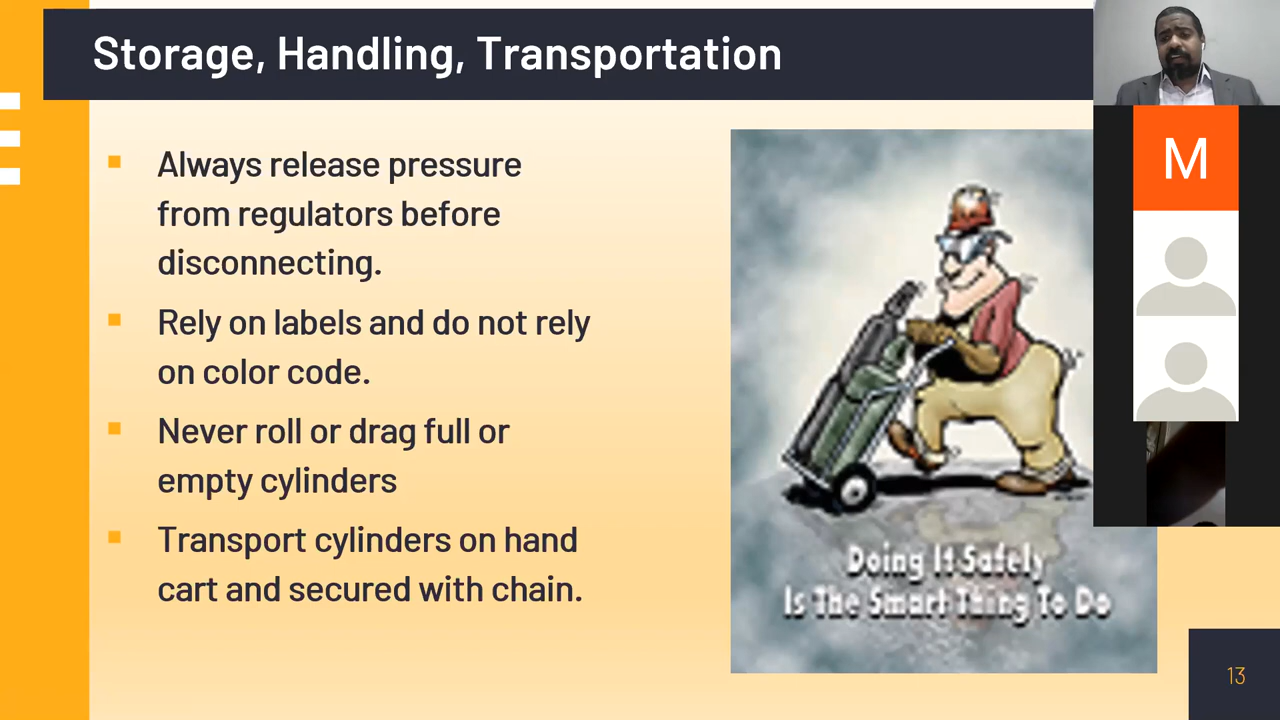 Storage, Handling, Transportation
Always release pressure
from regulators before
disconnecting.
Rely on labels and do not rely
on color code.
Never roll or drag full or
empty cylinders
Transport cylinders on hand
cart and secured with chain.
Doing It Safely
Is The Smart Thing To Do
M
13